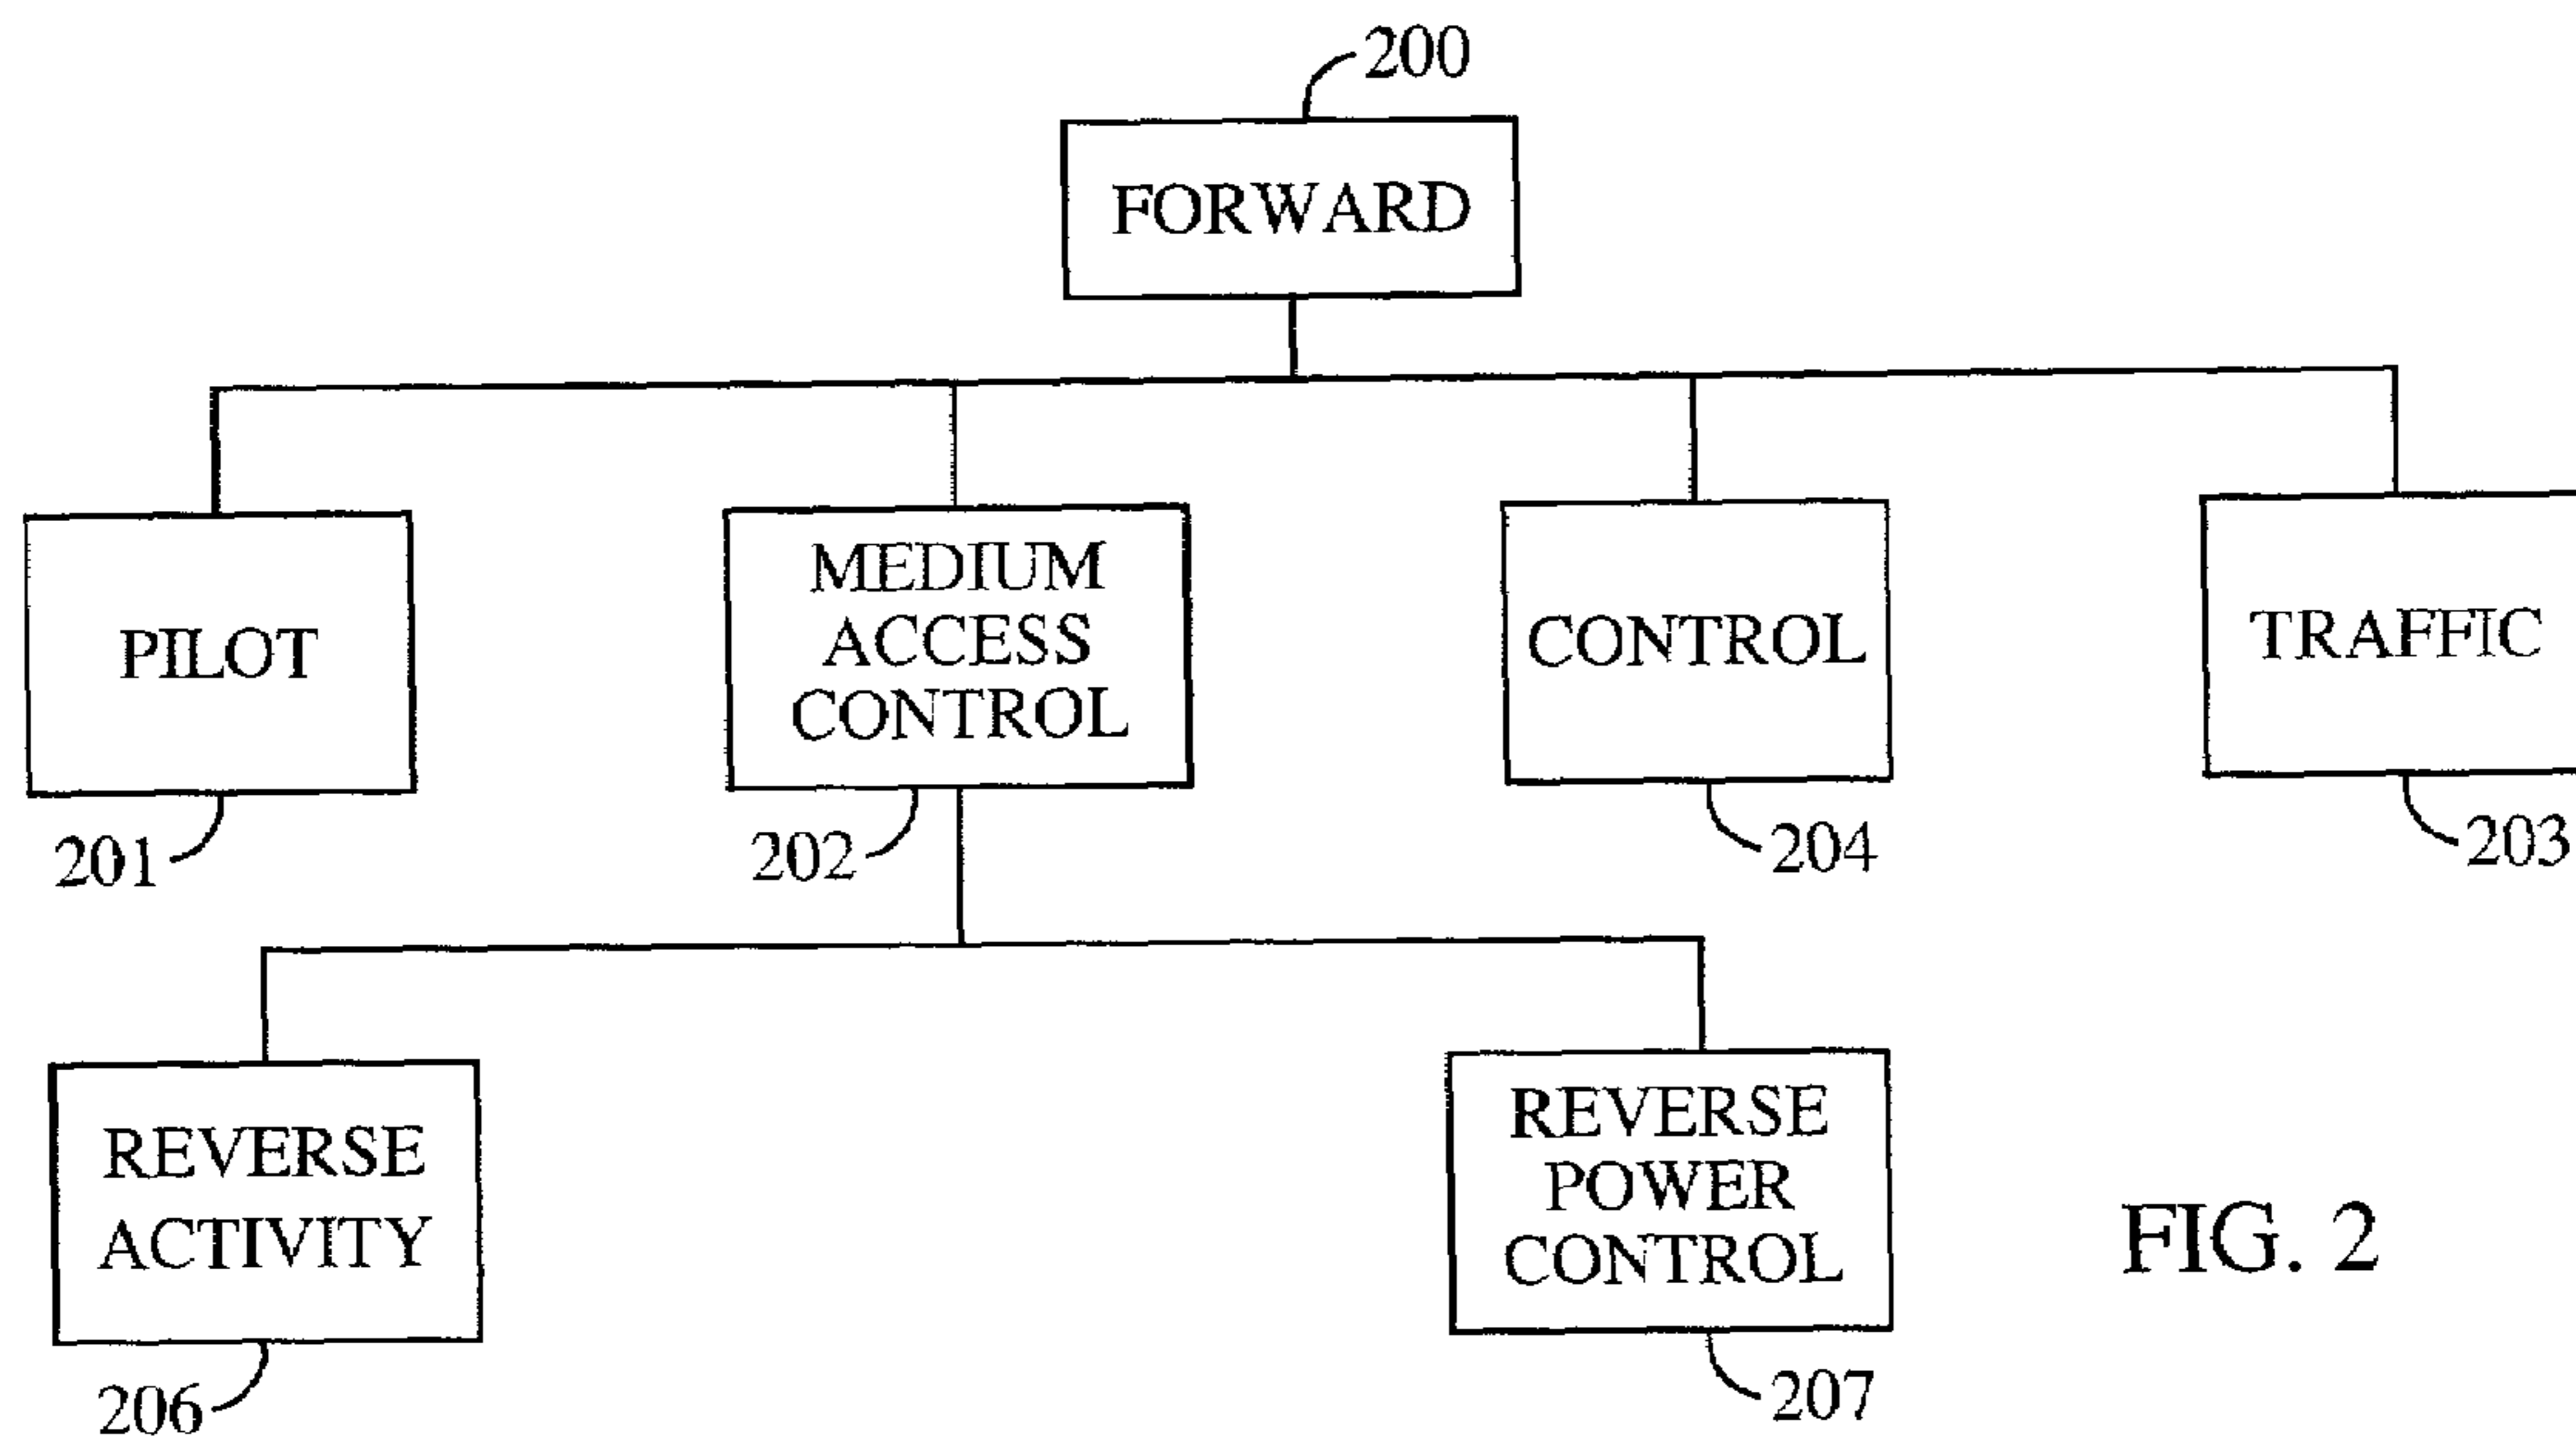 200
FORWARD
PILOT
MEDIUM
ACCESS
CONTROL
CONTROL
TRAFFIC
201
202
204
203
REVERSE
ACTIVITY
REVERSE
POWER
CONTROL
206
207
FIG. 2